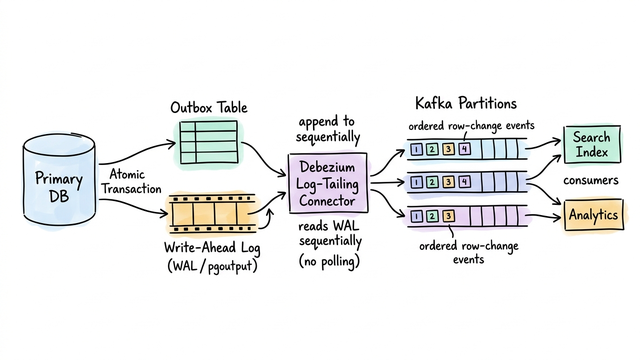 Primary
DB
Atomic
Transaction
Outbox Table
Write-Ahead Log
(WAL / pgoutput)
append to
sequentially
Debezium
Log-Tailing
Connector
reads WAL
sequentially
(no polling)
Kafka Partitions
ordered row-change events
1 2 3 4
1 2 3 4
1 2 3
ordered row-change
events
Search
Index
consumers
Analytics